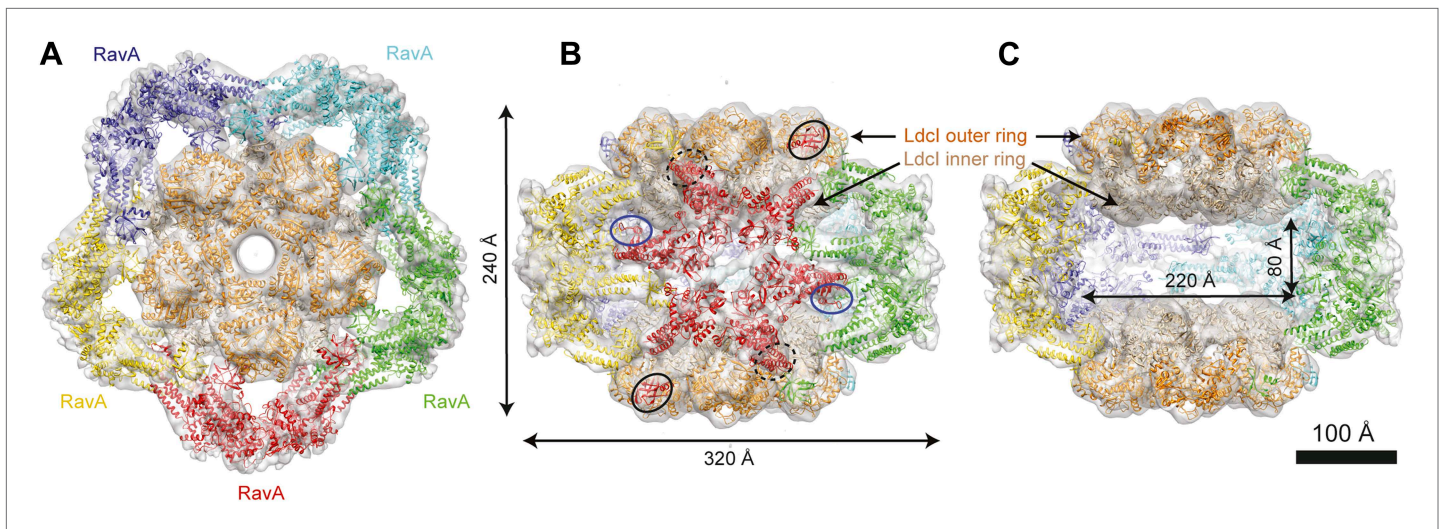 A
RavA
RavA
RavA
RavA
RavA
B
240 Å
320 Å
LdcI outer ring
LdcI inner ring
C
220 Å
80 Å
100 Å